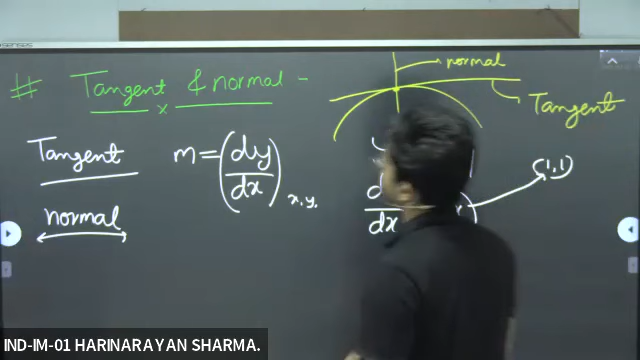 # Tangent & normal -
normal
Tangent
Tangent m = (dy/dx) x, y,
(1,1)
dx
normal
IND-IM-01 HARINARAYAN SHARMA.